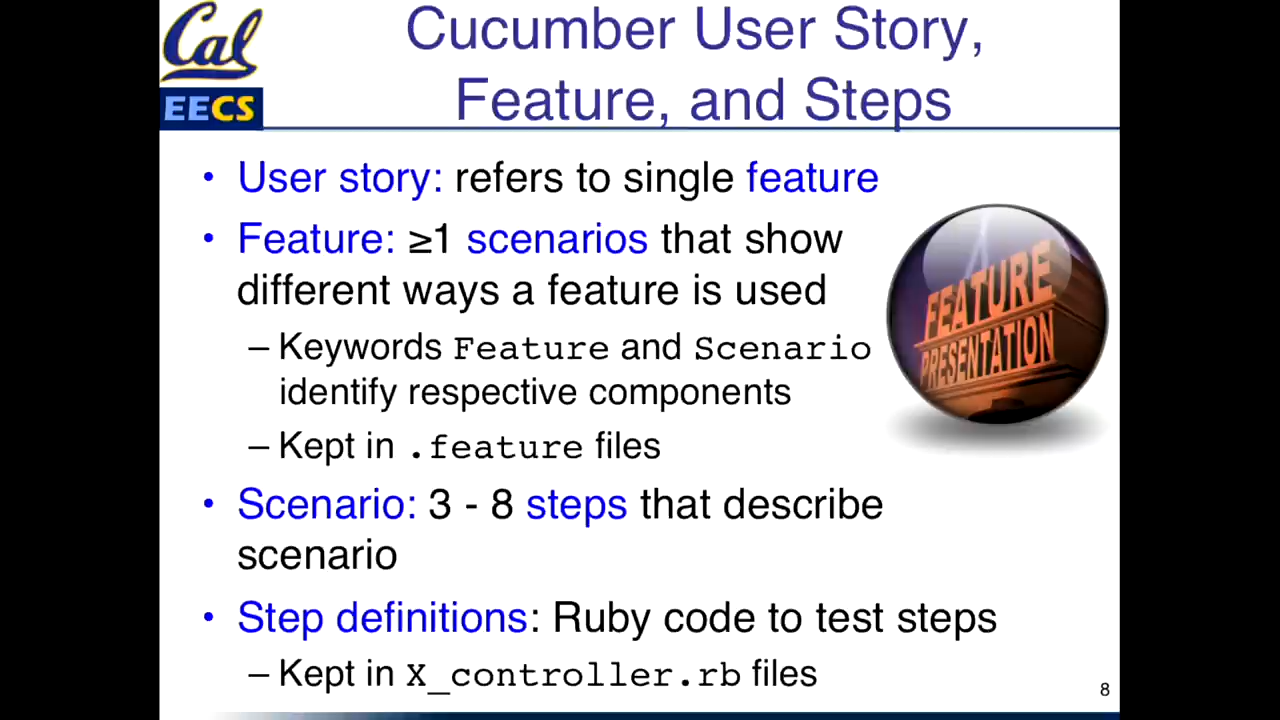 Cal
EECS
Cucumber User Story,
Feature, and Steps
• User story: refers to single feature
• Feature: ≥1 scenarios that show
different ways a feature is used
– Keywords Feature and Scenario
identify respective components
– Kept in .feature files
FEATURE
PRESENTATION
• Scenario: 3 - 8 steps that describe
scenario
• Step definitions: Ruby code to test steps
– Kept in X_controller.rb files
8